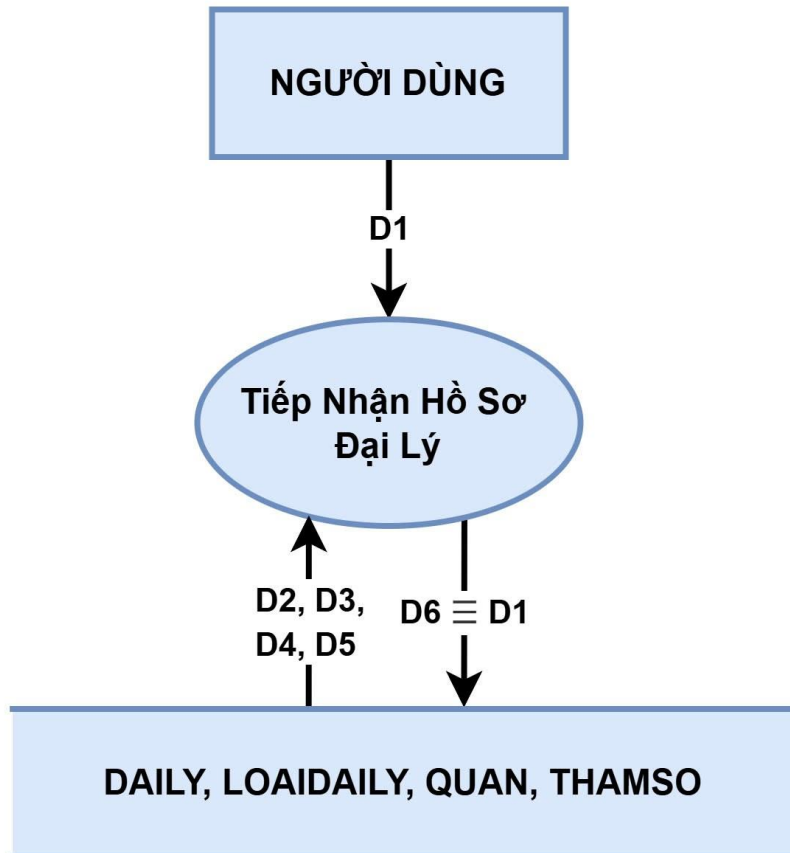 NGƯỜI DÙNG
D1
Tiếp Nhận Hồ Sơ
Đại Lý
D2, D3,
D4, D5
D6 ≡ D1
DAILY, LOAIDAILY, QUAN, THAMSO